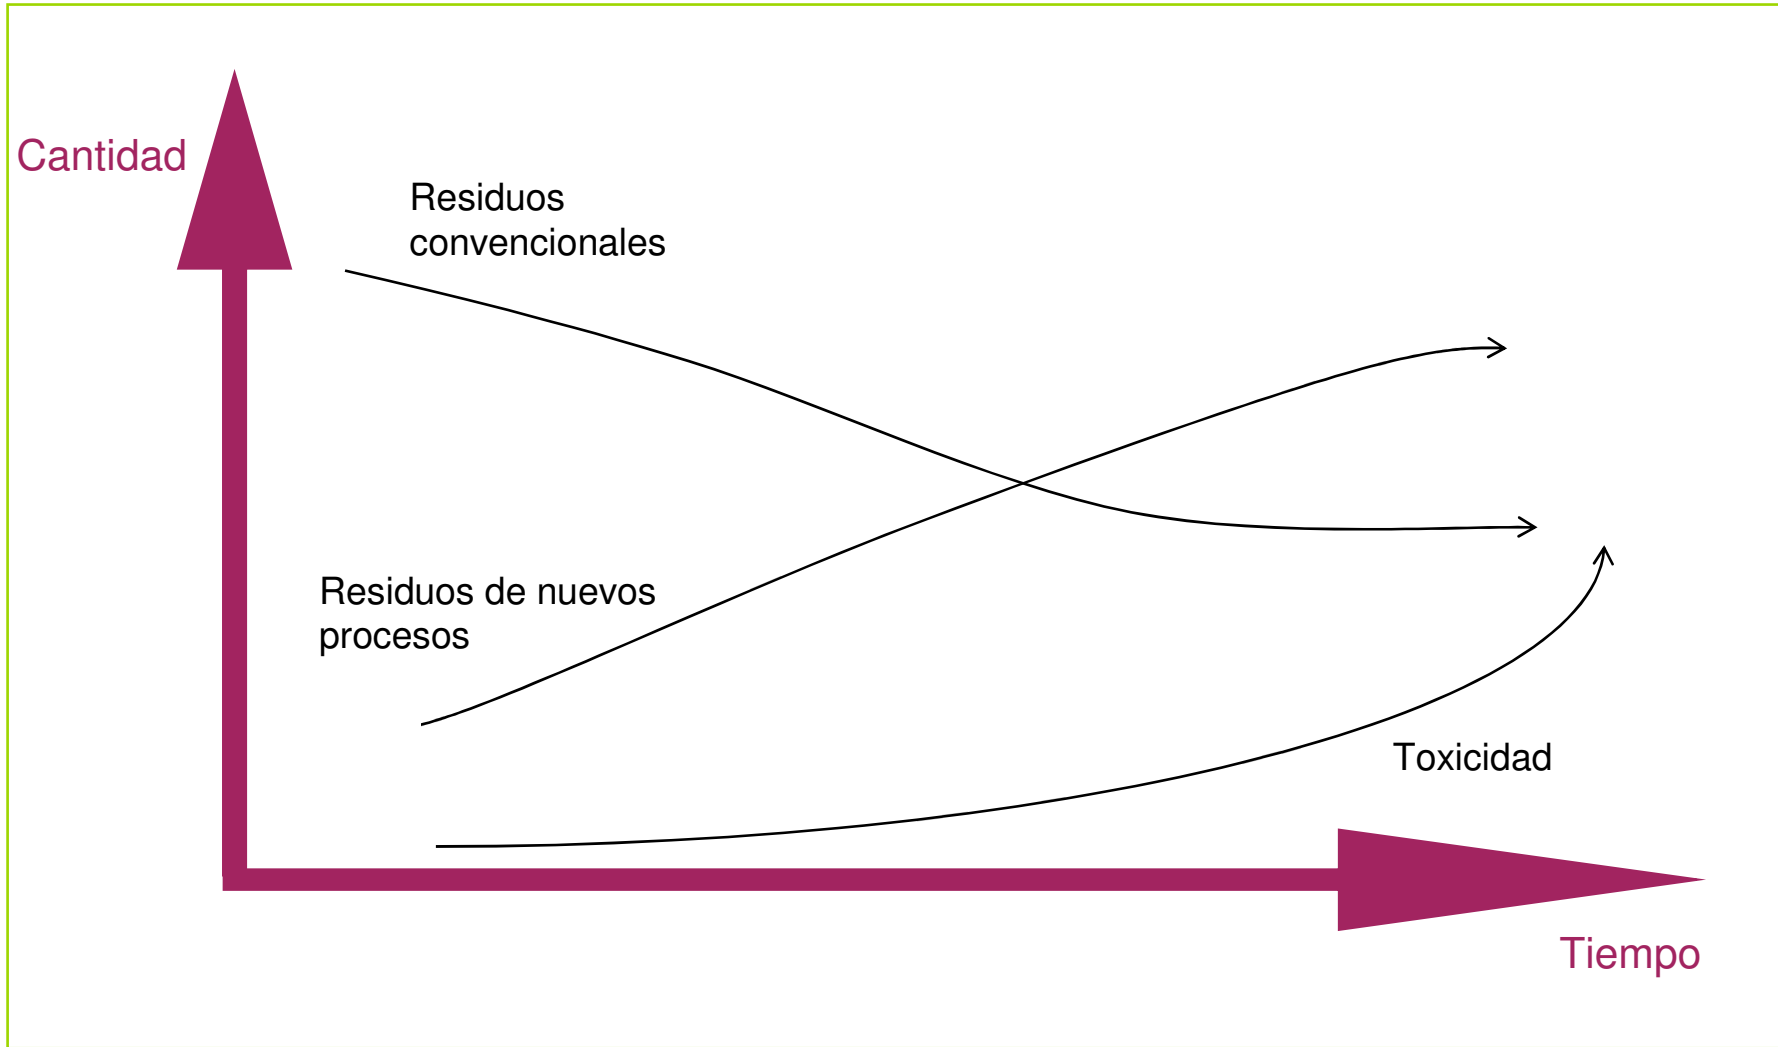 Cantidad
Residuos
convencionales
Residuos de nuevos
procesos
Toxicidad
Tiempo